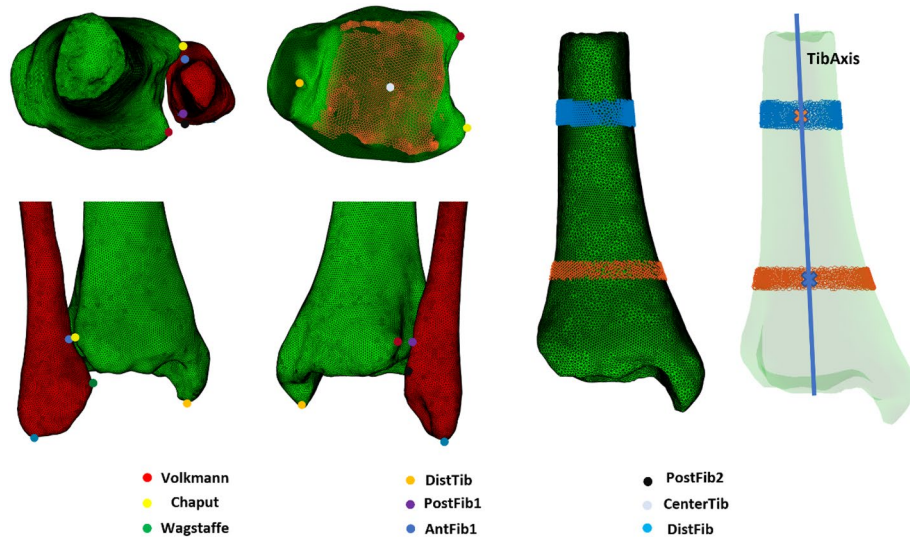 TibAxis
Volkmann
DistTib
PostFib2
Chaput
PostFib1
CenterTib
Wagstaffe
AntFib1
DistFib